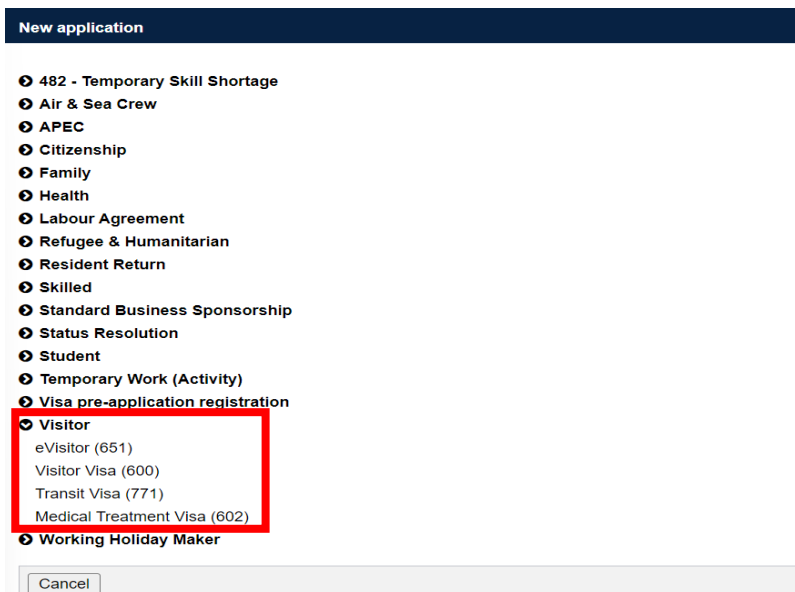 New application
482 - Temporary Skill Shortage
Air & Sea Crew
APEC
Citizenship
Family
Health
Labour Agreement
Refugee & Humanitarian
Resident Return
Skilled
Standard Business Sponsorship
Status Resolution
Student
Temporary Work (Activity)
Visa pre-application registration
Visitor
eVisitor (651)
Visitor Visa (600)
Transit Visa (771)
Medical Treatment Visa (602)
Working Holiday Maker
Cancel